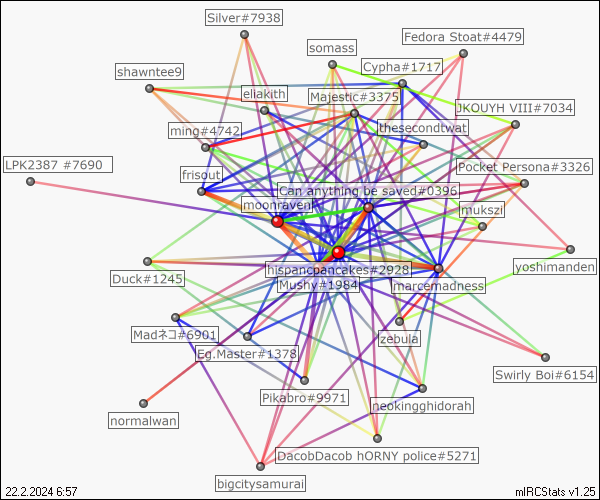 Silver#7938
Fedora Stoat#4479
somass
Cypha#1717
shawntee9
eliakith
Majestic#3375
JKOUYH VIII#7034
ming#4742
thesecondtwat
LPK2387 #7690
Pocket Persona#3326
frisout
Can anything be saved#0396
moonraven
mukszi
hispancpancakes#2928
yoshimanden
Duck#1245
Mushy#1984
marcemadness
Madネコ#6901
zebula
Eg.Master#1378
Swirly Boi#6154
Pikabro#9971
neokingghidorah
normalwan
DacobDacob hORNY police#5271
bigcitysamurai
22.2.2024 6:57
mIRCStats v1.25